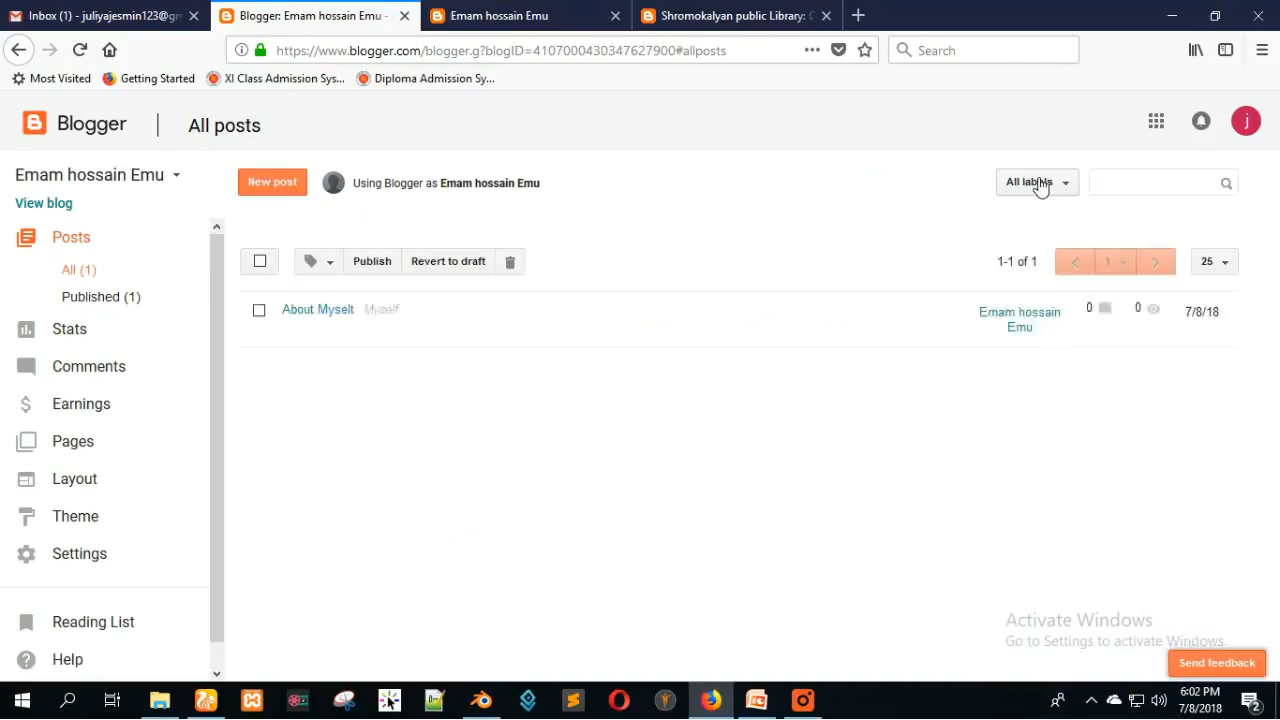 Inbox (1) - juliyajesmin123@gm
Blogger: Emam hossain Emu -
Emam hossain Emu
Shromokalyan public Library: C
https://www.blogger.com/blogger.g?blogID=4107000430347627900#allposts
Search
Most Visited
Getting Started
XI Class Admission Sys...
Diploma Admission Sy...
Blogger
All posts
j
Emam hossain Emu
View blog
New post
Using Blogger as Emam hossain Emu
All labels
Posts
All (1)
Published (1)
Stats
Comments
Earnings
Pages
Layout
Theme
Settings
Reading List
Help
Publish
Revert to draft
1-1 of 1
1
25
About Myselt
Myself
Emam hossain
Emu
0
0
7/8/18
Activate Windows
Go to Settings to activate Windows.
Send feedback
6:02 PM
7/8/2018
2